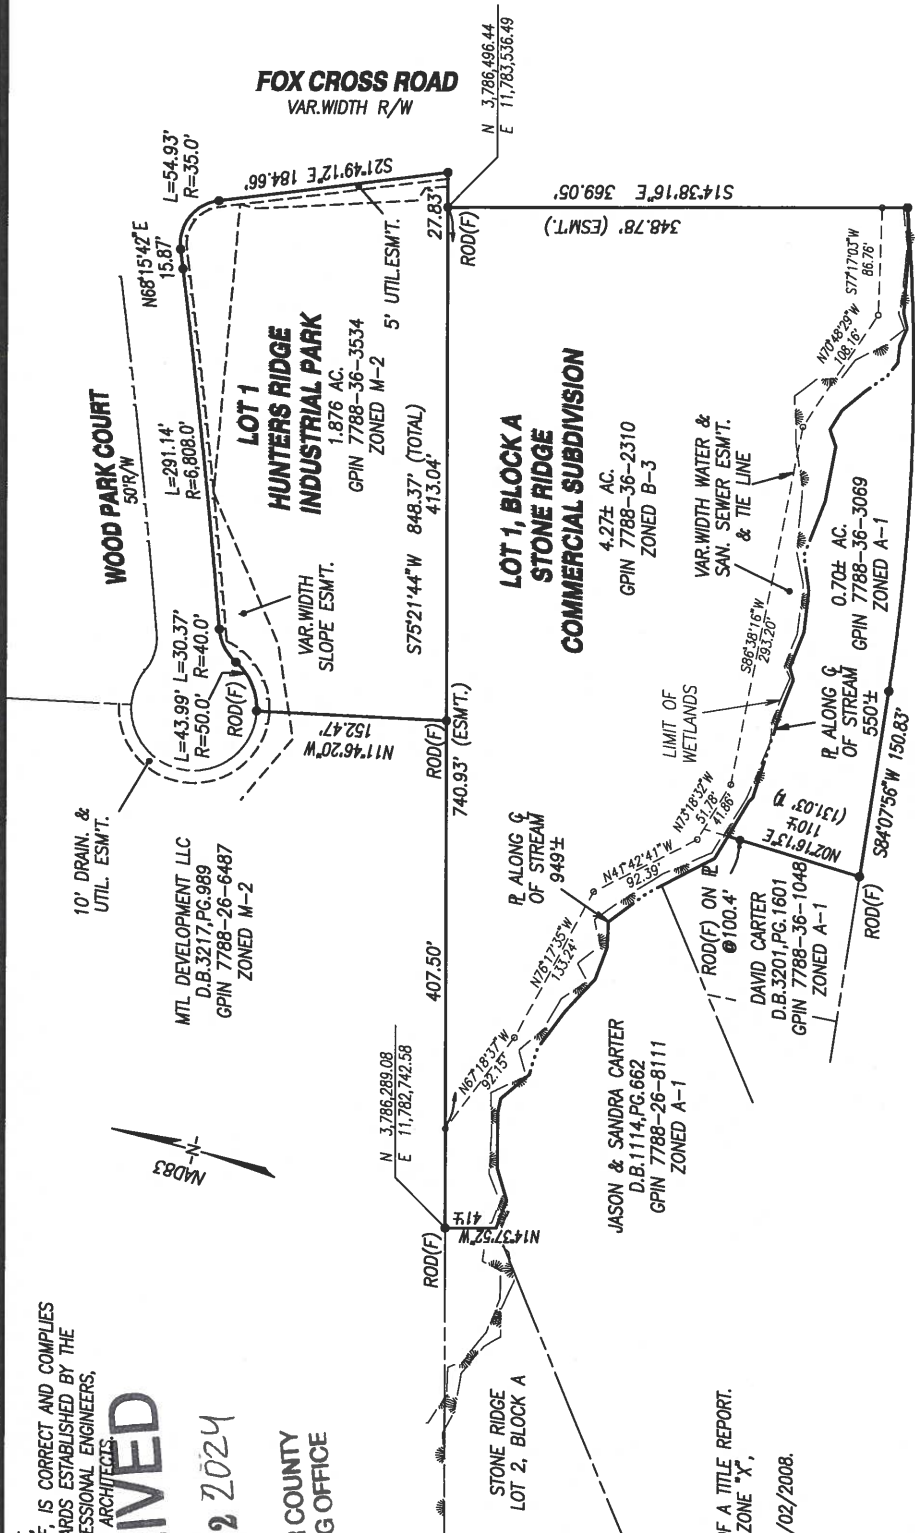 FOX CROSS ROAD
VAR.WIDTH R/W
N 3,786,496.44
E 11,783,536.49
L=54.93'
R=35.0'
N68°15'42"E
15.87'
S21°49'12"E 184.66'
27.83'
ROD(F)
5' UTIL.ESM'T.
WOOD PARK COURT
50'R/W
L=291.14'
R=6,808.0'
LOT 1
HUNTERS RIDGE
INDUSTRIAL PARK
1.876 AC.
GPIN 7788-36-3534
ZONED M-2
S75°21'44"W 848.37' (TOTAL)
413.04'
VAR.WIDTH
SLOPE ESM'T.
L=30.37'
R=40.0'
L=43.99'
R=50.0'
ROD(F)
N11°46'20"W
152.47'
ROD(F)
740.93' (ESM'T.)
10' DRAIN. &
UTIL. ESM'T.
MTL DEVELOPMENT LLC
D.B.3217,PG.989
GPIN 7788-26-6487
ZONED M-2
407.50'
N 3,786,289.08
E 11,782,742.58
NAD83
-N-
ROD(F)
41'±
N14°37'52"W
S14°38'16"E 369.05'
348.78' (ESM'T.)
LOT 1, BLOCK A
STONE RIDGE
COMMERCIAL SUBDIVISION
4.27± AC.
GPIN 7788-36-2310
ZONED B-3
S77°17'03"W
86.76'
N70°48'29"W
108.16'
VAR.WIDTH WATER &
SAN. SEWER ESM'T.
& TIE LINE
S86°38'16"W
293.20'
LIMIT OF
WETLANDS
0.70± AC.
GPIN 7788-36-3069
ZONED A-1
PL ALONG CL
OF STREAM
550'±
N73°18'32"W
51.78'
41.86'
N41°42'41"W
92.39'
PL ALONG CL
OF STREAM
949'±
N76°17'35"W
133.24'
N67°18'37"W
92.15'
N02°16'13"E
110'±
S84°07'56"W 150.83'
ROD(F) ON PL
@100.4'
DAVID CARTER
D.B.3201,PG.1601
GPIN 7788-36-1048
ZONED A-1
ROD(F)
JASON & SANDRA CARTER
D.B.1114,PG.662
GPIN 7788-26-8111
ZONED A-1
STONE RIDGE
LOT 2, BLOCK A
IS CORRECT AND COMPLIES
ESTABLISHED BY THE
ENGINEERS,
ARCHITECTS.
2 2024
COUNTY
OFFICE
OF A TITLE REPORT.
ZONE "X",
/02/2008.